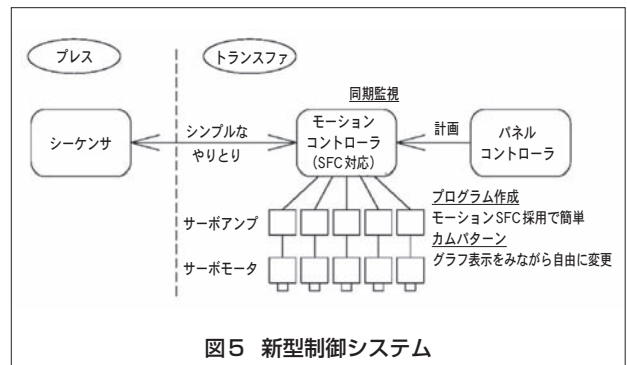 プレス
トランスファ
同期監視
シーケンサ
シンプルな
やりとり
モーション
コントローラ
(SFC対応)
計画
パネル
コントローラ
プログラム作成
サーボアンプ
モーションSFC採用で簡単
カムパターン
サーボモータ
グラフ表示をみながら自由に変更
図5 新型制御システム